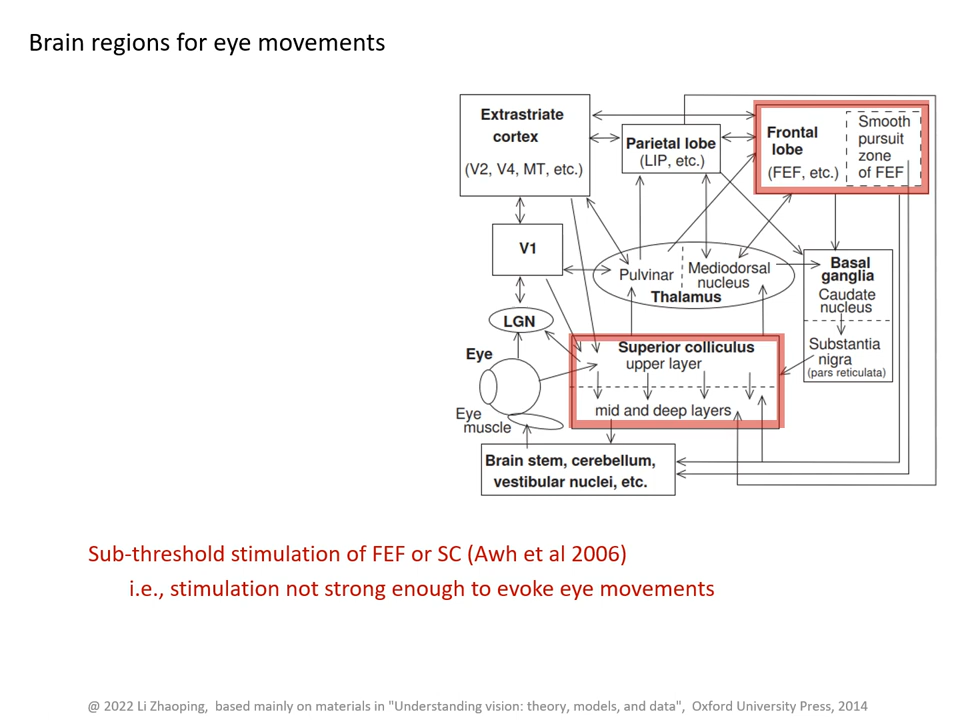 Brain regions for eye movements
Extrastriate
cortex
(V2, V4, MT, etc.)
Parietal lobe
(LIP, etc.)
Frontal
lobe
(FEF, etc.)
Smooth
pursuit
zone
of FEF
V1
Pulvinar
Mediodorsal
nucleus
Thalamus
Basal
ganglia
Caudate
nucleus
Substantia
nigra
(pars reticulata)
LGN
Eye
Eye
muscle
Superior colliculus
upper layer
mid and deep layers
Brain stem, cerebellum,
vestibular nuclei, etc.
Sub-threshold stimulation of FEF or SC (Awh et al 2006)
i.e., stimulation not strong enough to evoke eye movements
@ 2022 Li Zhaoping, based mainly on materials in "Understanding vision: theory, models, and data", Oxford University Press, 2014